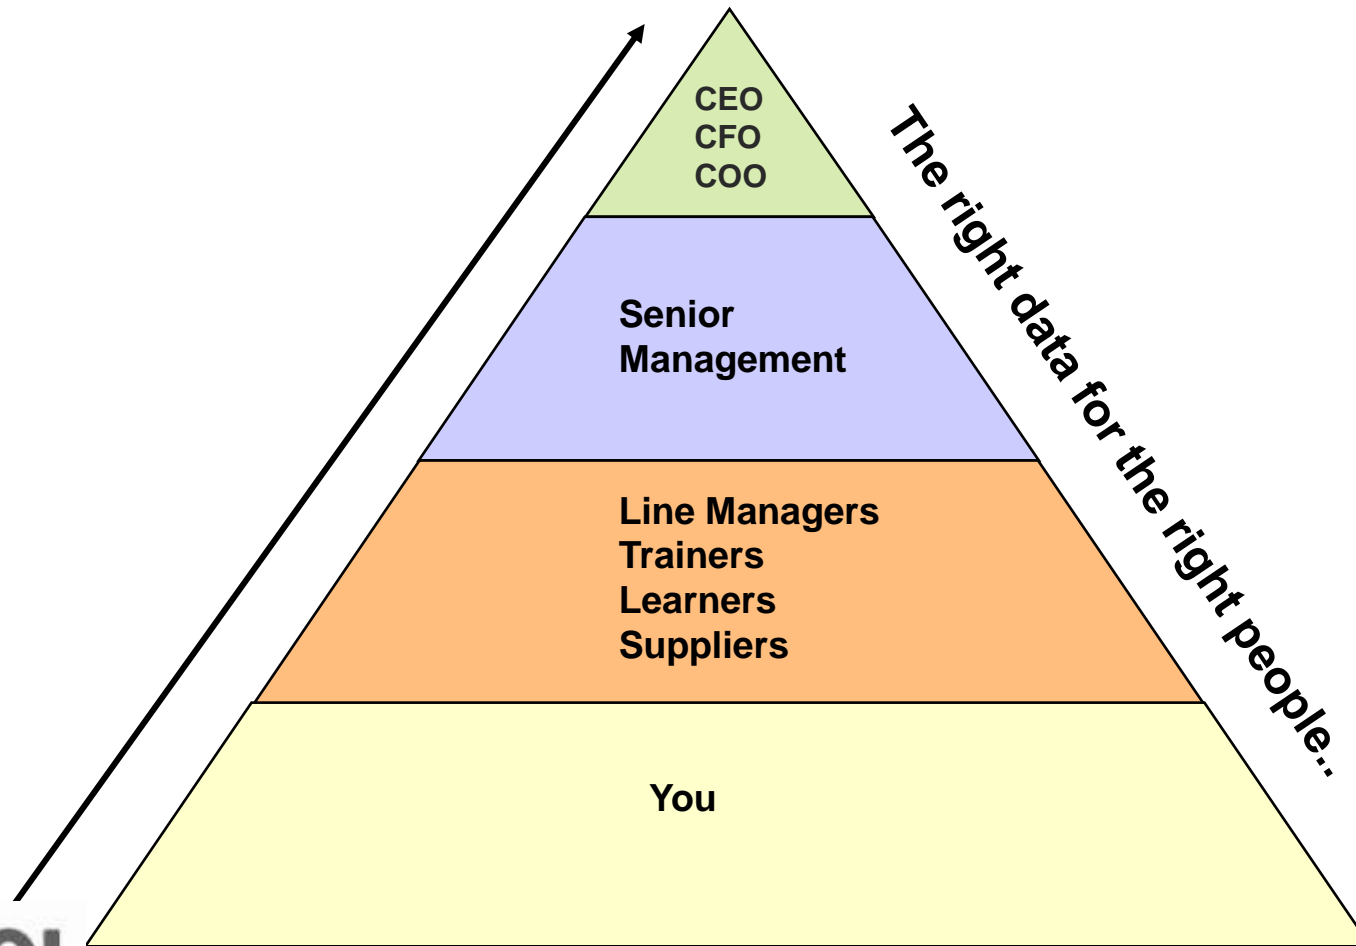 CEO
CFO
COO
The right data for the right people..
Senior
Management
Line Managers
Trainers
Learners
Suppliers
You